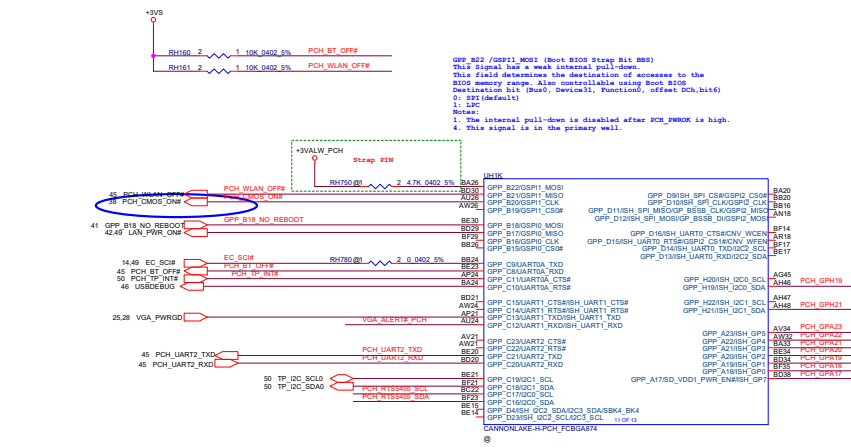 +3VS
RH160 2 1 10K_0402_5% PCH_BT_OFF#
RH161 2 1 10K_0402_5% PCH_WLAN_OFF#
GPP_B22 /GSPI1_MOSI (Boot BIOS Strap Bit BBS)
This Signal has a weak internal pull-down.
This field determines the destination of accesses to the
BIOS memory range. Also controllable using Boot BIOS
Destination bit (Bus0, Device31, Function0, offset DCh,bit6)
0: SPI(default)
1: LPC
Notes:
1. The internal pull-down is disabled after PCH_PWROK is high.
4. This signal is in the primary well.
+3VALW_PCH
Strap PIN
RH750 @1 2 4.7K_0402_5%
45 PCH_WLAN_OFF# PCH_WLAN_OFF#
38 PCH_CMOS_ON# PCH_CMOS_ON#
41 GPP_B18_NO_REBOOT GPP_B18_NO_REBOOT
42,49 LAN_PWR_ON#
14,49 EC_SCI# EC_SCI# RH780 @1 2 0_0402_5%
45 PCH_BT_OFF# PCH_BT_OFF#
50 PCH_TP_INT# PCH_TP_INT#
46 USBDEBUG
25,28 VGA_PWRGD
VGA_ALERT#_PCH
45 PCH_UART2_TXD PCH_UART2_TXD
45 PCH_UART2_RXD PCH_UART2_RXD
50 TP_I2C_SCL0
50 TP_I2C_SDA0
PCH_RTS5455_SCL
PCH_RTS5455_SDA
UH1K
BA26 GPP_B22/GSPI1_MOSI
BD30 GPP_B21/GSPI1_MISO
AU26 GPP_B20/GSPI1_CLK
AW26 GPP_B19/GSPI1_CS0#
BE30 GPP_B18/GSPI0_MOSI
BD29 GPP_B17/GSPI0_MISO
BF29 GPP_B16/GSPI0_CLK
BB26 GPP_B15/GSPI0_CS0#
BB24 GPP_C9/UART0A_TXD
BE23 GPP_C8/UART0A_RXD
AP24 GPP_C11/UART0A_CTS#
BA24 GPP_C10/UART0A_RTS#
BD21 GPP_C15/UART1_CTS#/ISH_UART1_CTS#
AW24 GPP_C14/UART1_RTS#/ISH_UART1_RTS#
AP21 GPP_C13/UART1_TXD/ISH_UART1_TXD
AU24 GPP_C12/UART1_RXD/ISH_UART1_RXD
AV21 GPP_C23/UART2_CTS#
AW21 GPP_C22/UART2_RTS#
BE20 GPP_C21/UART2_TXD
BD20 GPP_C20/UART2_RXD
BE21 GPP_C19/I2C1_SCL
BF21 GPP_C18/I2C1_SDA
BC22 GPP_C17/I2C0_SCL
BF23 GPP_C16/I2C0_SDA
BE15 GPP_D4/ISH_I2C2_SDA/I2C3_SDA/SBK4_BK4
BE14 GPP_D23/ISH_I2C2_SCL/I2C3_SCL
GPP_D9/ISH_SPI_CS#/GSPI2_CS0# BA20
GPP_D10/ISH_SPI_CLK/GSPI2_CLK BB20
GPP_D11/ISH_SPI_MISO/GP_BSSB_CLK/GSPI2_MISO BB16
GPP_D12/ISH_SPI_MOSI/GP_BSSB_DI/GSPI2_MOSI AN18
GPP_D16/ISH_UART0_CTS#/CNV_WCEN BF14
GPP_D15/ISH_UART0_RTS#/GSPI2_CS1#/CNV_WFEN AR18
GPP_D14/ISH_UART0_TXD/I2C2_SCL BF17
GPP_D13/ISH_UART0_RXD/I2C2_SDA BE17
GPP_H20/ISH_I2C0_SCL AG45
GPP_H19/ISH_I2C0_SDA AH46 PCH_GPH19
GPP_H22/ISH_I2C1_SCL AH47
GPP_H21/ISH_I2C1_SDA AH48 PCH_GPH21
GPP_A23/ISH_GP5 AV34 PCH_GPA23
GPP_A22/ISH_GP4 AW32 PCH_GPA22
GPP_A21/ISH_GP3 BA33 PCH_GPA21
GPP_A20/ISH_GP2 BE34 PCH_GPA20
GPP_A19/ISH_GP1 BD34 PCH_GPA19
GPP_A18/ISH_GP0 BF35 PCH_GPA18
GPP_A17/SD_VDD1_PWR_EN#/ISH_GP7 BD38 PCH_GPA17
11 OF 13
CANNONLAKE-H-PCH_FCBGA874
@